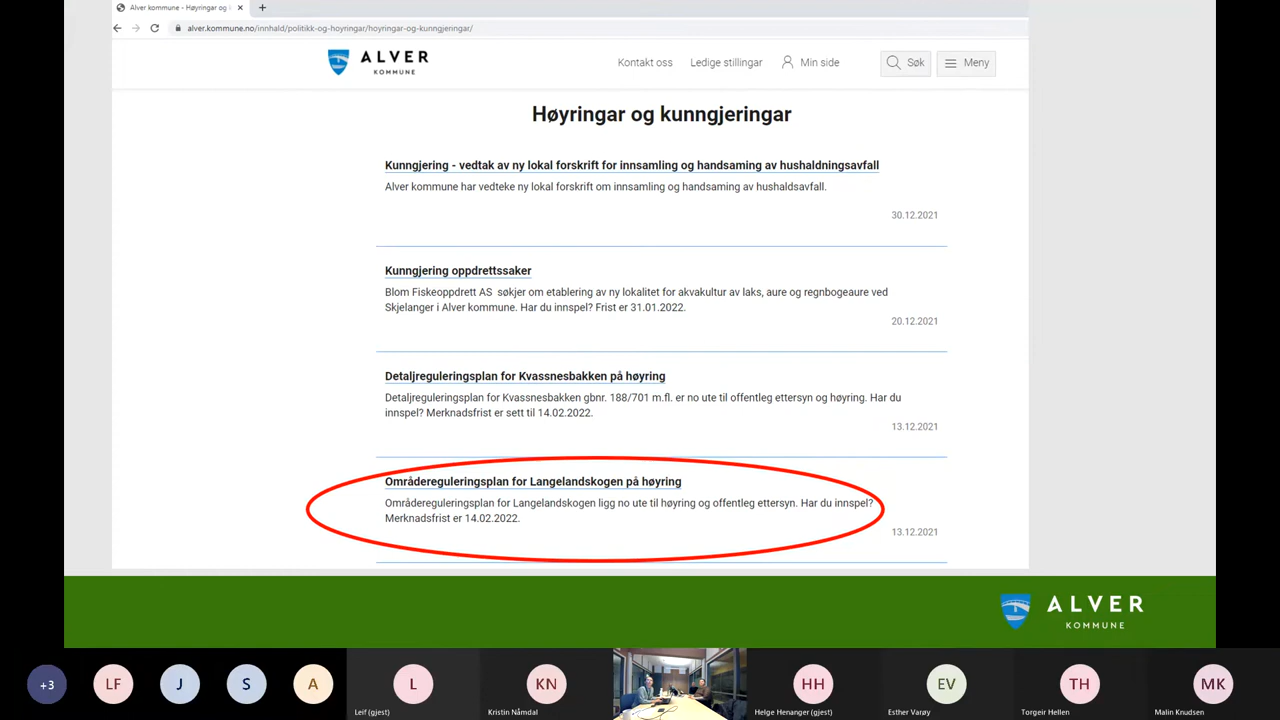 Alver kommune - Høyringar og
alver.kommune.no/innhald/politikk-og-hoyringar/hoyringar-og-kunngjeringar/
ALVER
KOMMUNE
Kontakt oss
Ledige stillingar
Min side
Søk
Meny
Høyringar og kunngjeringar
Kunngjering - vedtak av ny lokal forskrift for innsamling og handsaming av hushaldningsavfall
Alver kommune har vedteke ny lokal forskrift om innsamling og handsaming av hushaldsavfall.
30.12.2021
Kunngjering oppdrettssaker
Blom Fiskeoppdrett AS søkjer om etablering av ny lokalitet for akvakultur av laks, aure og regnbogeaure ved
Skjelanger i Alver kommune. Har du innspel? Frist er 31.01.2022.
20.12.2021
Detaljreguleringsplan for Kvassnesbakken på høyring
Detaljreguleringsplan for Kvassnesbakken gbnr. 188/701 m.fl. er no ute til offentleg ettersyn og høyring. Har du
innspel? Merknadsfrist er sett til 14.02.2022.
13.12.2021
Områdereguleringsplan for Langelandskogen på høyring
Områdereguleringsplan for Langelandskogen ligg no ute til høyring og offentleg ettersyn. Har du innspel?
Merknadsfrist er 14.02.2022.
13.12.2021
ALVER
KOMMUNE
+3
LF
J
S
A
L
KN
HH
EV
TH
MK
Leif (gjest)
Kristin Nåmdal
Helge Henanger (gjest)
Esther Varøy
Torgeir Hellen
Malin Knudsen